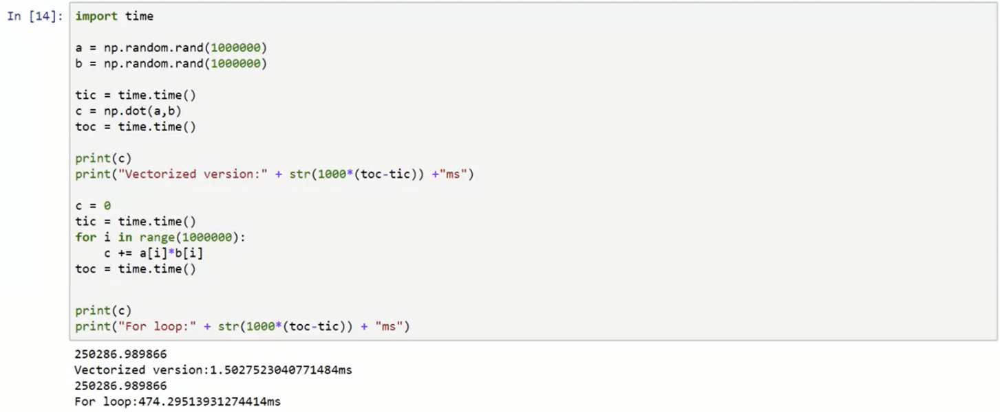 In [14]: import time
a = np.random.rand(1000000)
b = np.random.rand(1000000)
tic = time.time()
c = np.dot(a,b)
toc = time.time()
print(c)
print("Vectorized version:" + str(1000*(toc-tic)) +"ms")
c = 0
tic = time.time()
for i in range(1000000):
    c += a[i]*b[i]
toc = time.time()
print(c)
print("For loop:" + str(1000*(toc-tic)) + "ms")
250286.989866
Vectorized version:1.5027523040771484ms
250286.989866
For loop:474.29513931274414ms